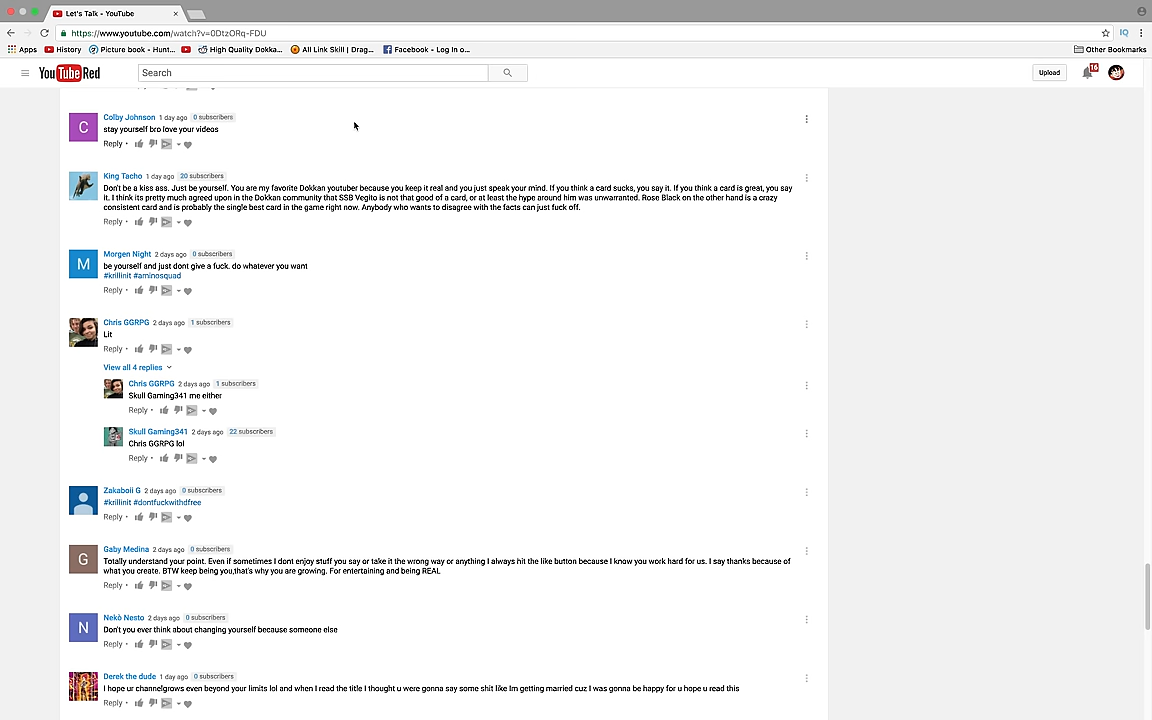 Let's Talk - YouTube
https://www.youtube.com/watch?v=0DtzORq-FDU
Apps History Picture book - Hunt... High Quality Dokka... All Link Skill | Drag... Facebook - Log In o... Other Bookmarks
YouTube Red Search Upload 16
Colby Johnson 1 day ago 0 subscribers
stay yourself bro love your videos
Reply •
King Tacho 1 day ago 20 subscribers
Don't be a kiss ass. Just be yourself. You are my favorite Dokkan youtuber because you keep it real and you just speak your mind. If you think a card sucks, you say it. If you think a card is great, you say
it. I think its pretty much agreed upon in the Dokkan community that SSB Vegito is not that good of a card, or at least the hype around him was unwarranted. Rose Black on the other hand is a crazy
consistent card and is probably the single best card in the game right now. Anybody who wants to disagree with the facts can just fuck off.
Reply •
M
Morgen Night 2 days ago 0 subscribers
be yourself and just dont give a fuck. do whatever you want
#krillinit #aminosquad
Reply •
Chris GGRPG 2 days ago 1 subscribers
Lit
Reply •
View all 4 replies
Chris GGRPG 2 days ago 1 subscribers
Skull Gaming341 me either
Reply •
Skull Gaming341 2 days ago 22 subscribers
Chris GGRPG lol
Reply •
Zakaboii G 2 days ago 0 subscribers
#krillinit #dontfuckwithdfree
Reply •
G
Gaby Medina 2 days ago 0 subscribers
Totally understand your point. Even if sometimes I dont enjoy stuff you say or take it the wrong way or anything I always hit the like button because I know you work hard for us. I say thanks because of
what you create. BTW keep being you,that's why you are growing. For entertaining and being REAL
Reply •
N
Nekò Nesto 2 days ago 0 subscribers
Don't you ever think about changing yourself because someone else
Reply •
Derek the dude 1 day ago 0 subscribers
I hope ur channelgrows even beyond your limits lol and when I read the title I thought u were gonna say some shit like Im getting married cuz I was gonna be happy for u hope u read this
Reply •